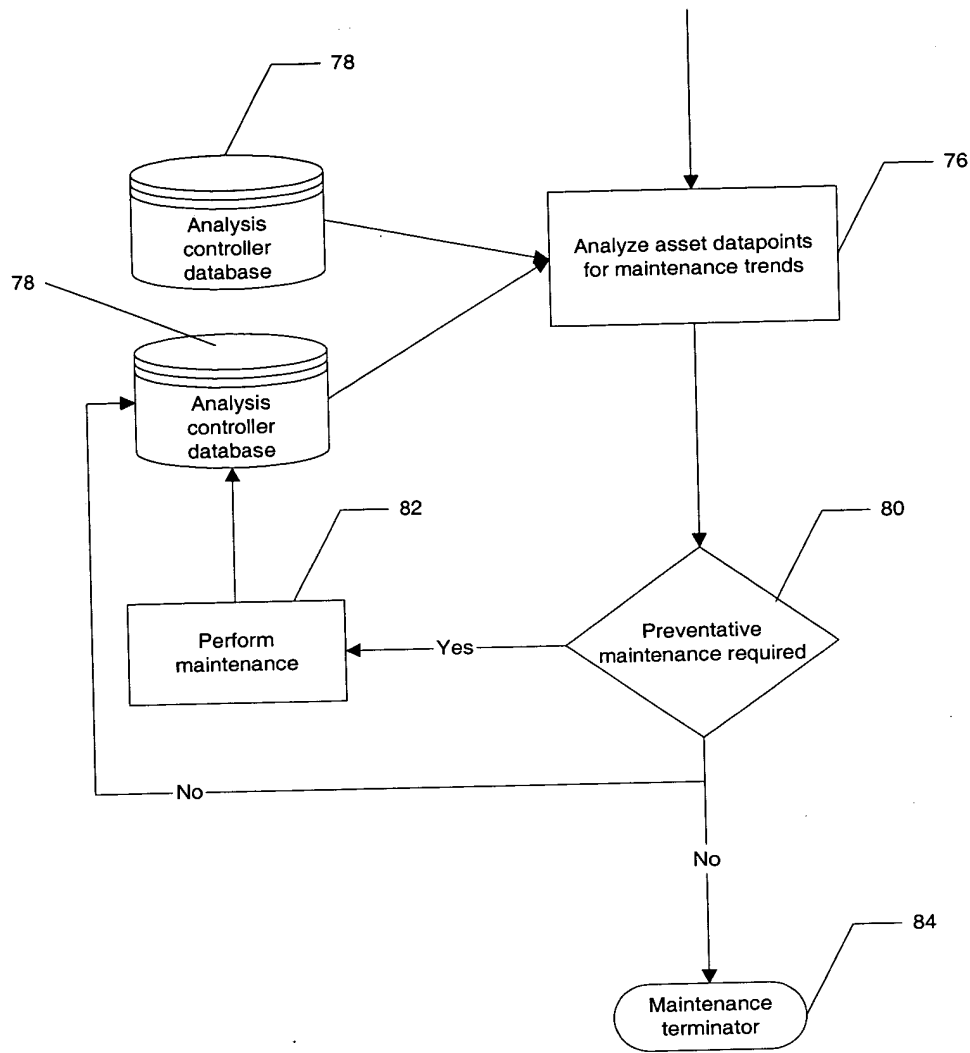 78
76
Analysis
controller
database
Analyze asset datapoints
for maintenance trends
78
Analysis
controller
database
82
80
Perform
maintenance
Yes
Preventative
maintenance required
No
No
84
Maintenance
terminator